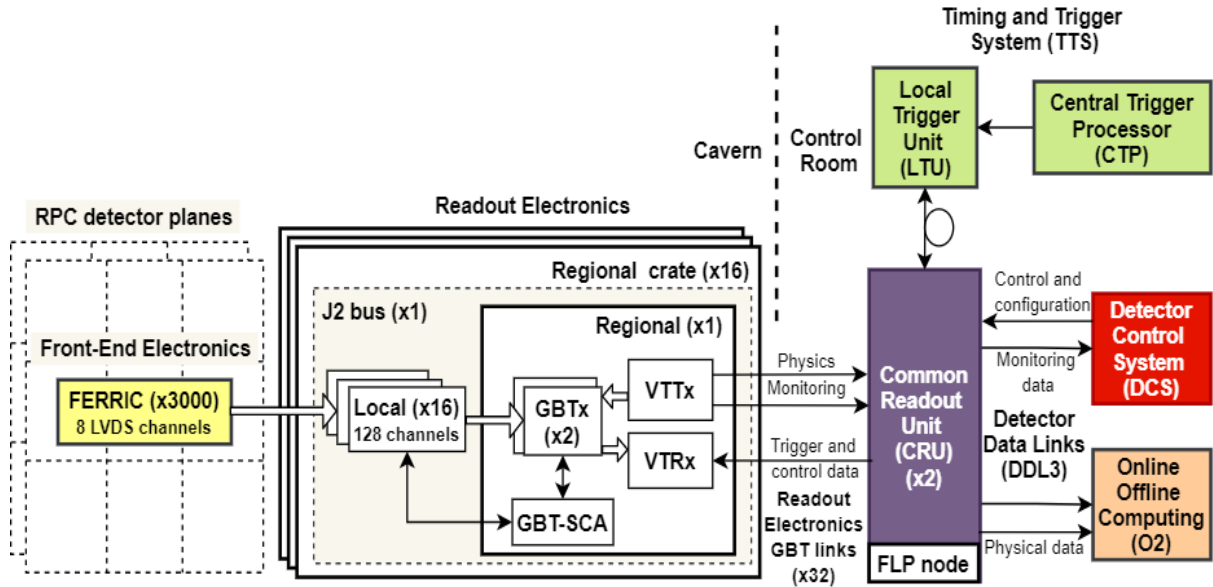 Timing and Trigger
System (TTS)
Local
Trigger
Unit
(LTU)
Central Trigger
Processor
(CTP)
Cavern
Control
Room
RPC detector planes
Readout Electronics
Regional crate (x16)
J2 bus (x1)
Regional (x1)
Front-End Electronics
FERRIC (x3000)
8 LVDS channels
Local (x16)
128 channels
GBTx
(x2)
VTTx
VTRx
GBT-SCA
Physics
Monitoring
Trigger and
control data
Readout
Electronics
GBT links
(x32)
Common
Readout
Unit
(CRU)
(x2)
FLP node
Control and
configuration
Monitoring
data
Detector
Control
System
(DCS)
Detector
Data Links
(DDL3)
Physical data
Online
Offline
Computing
(O2)